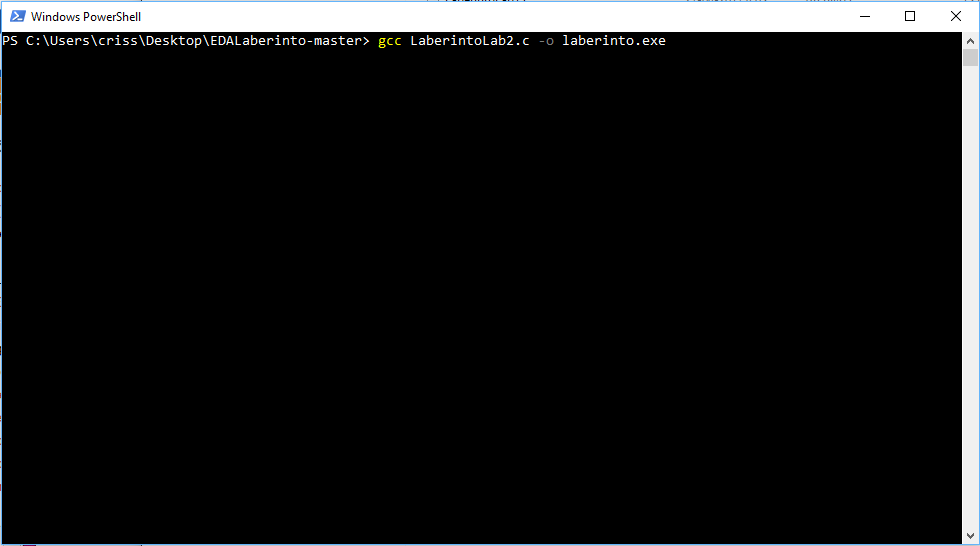 Windows PowerShell
PS C:\Users\criss\Desktop\EDALaberinto-master> gcc LaberintoLab2.c -o laberinto.exe